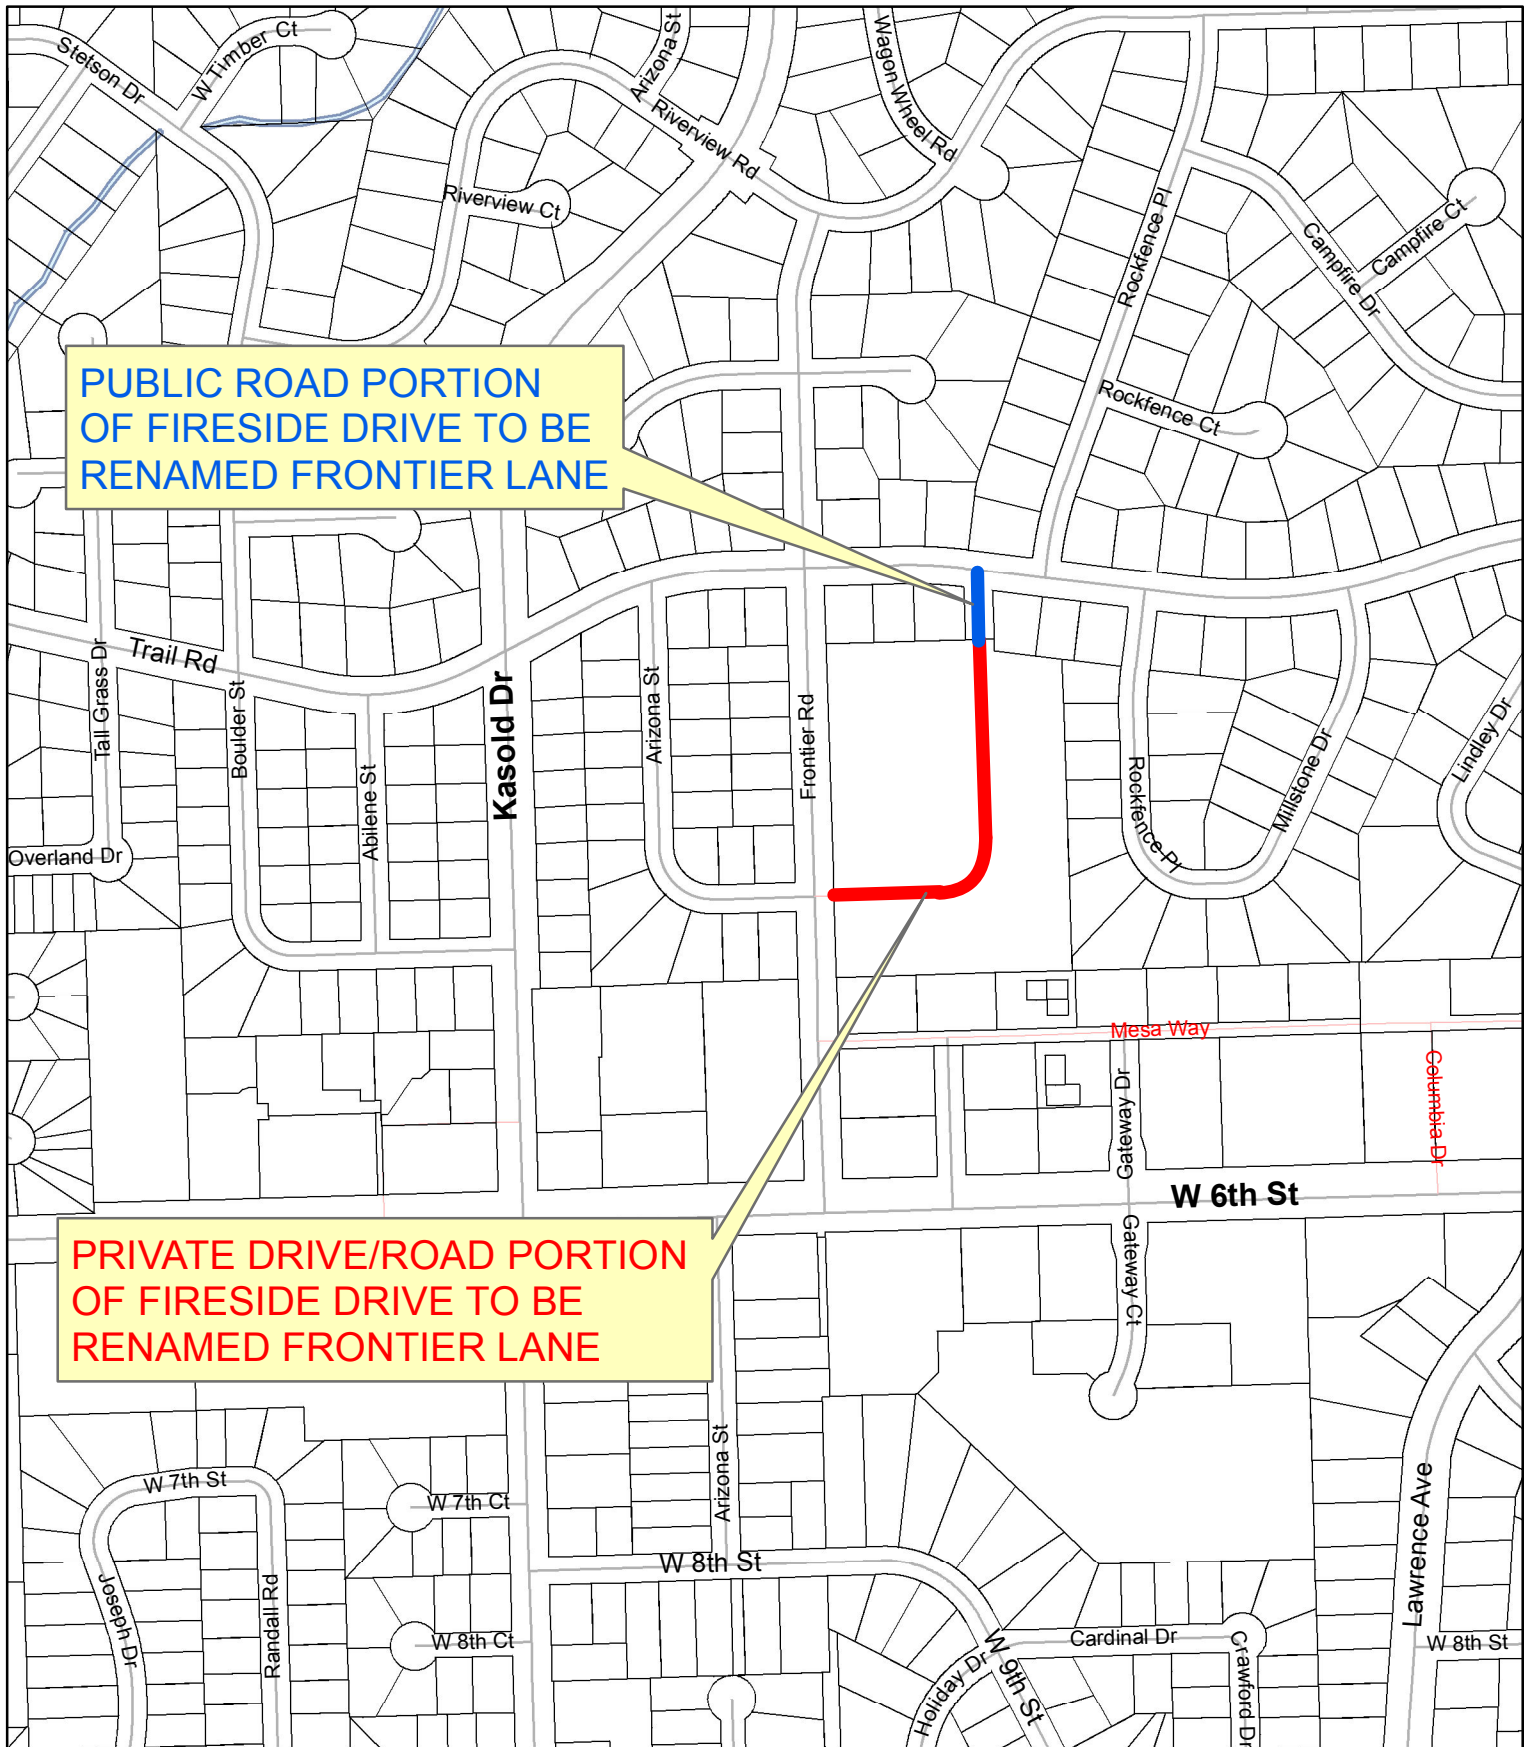 Stetson Dr
W Timber Ct
Arizona St
Wagon Wheel Rd
Riverview Rd
Riverview Ct
Rockfence Pl
Campfire Ct
Campfire Dr
PUBLIC ROAD PORTION
OF FIRESIDE DRIVE TO BE
RENAMED FRONTIER LANE
Rockfence Ct
Trail Rd
Tall Grass Dr
Boulder St
Abilene St
Kasold Dr
Arizona St
Frontier Rd
Rockfence Pl
Millstone Dr
Lindley Dr
Overland Dr
Mesa Way
Columbia Dr
Gateway Dr
W 6th St
Gateway Ct
PRIVATE DRIVE/ROAD PORTION
OF FIRESIDE DRIVE TO BE
RENAMED FRONTIER LANE
Arizona St
W 7th St
W 7th Ct
Lawrence Ave
W 8th St
Joseph Dr
Randall Rd
W 8th Ct
Holiday Dr
W 9th St
Cardinal Dr
Crawford Dr
W 8th St